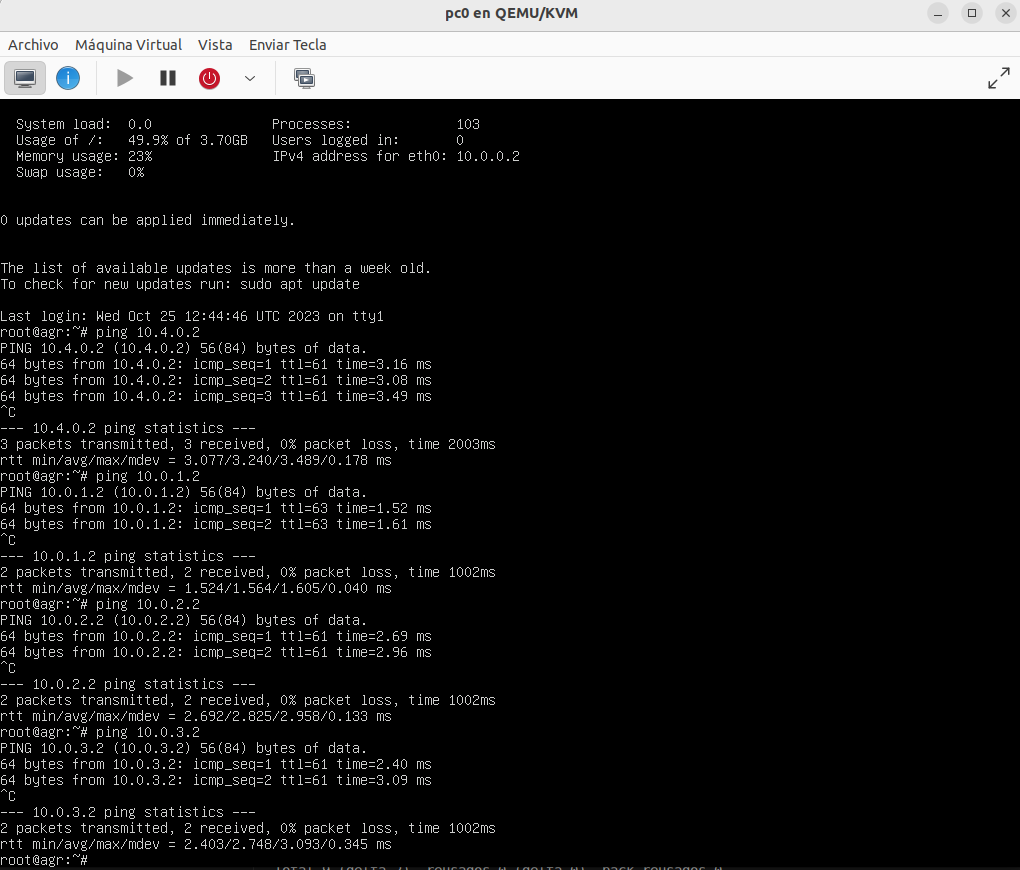 pc0 en QEMU/KVM
Archivo Máquina Virtual Vista Enviar Tecla
System load: 0.0 Processes: 103
Usage of /: 49.9% of 3.70GB Users logged in: 0
Memory usage: 23% IPv4 address for eth0: 10.0.0.2
Swap usage: 0%
0 updates can be applied immediately.
The list of available updates is more than a week old.
To check for new updates run: sudo apt update
Last login: Wed Oct 25 12:44:46 UTC 2023 on tty1
root@agr:~# ping 10.4.0.2
PING 10.4.0.2 (10.4.0.2) 56(84) bytes of data.
64 bytes from 10.4.0.2: icmp_seq=1 ttl=61 time=3.16 ms
64 bytes from 10.4.0.2: icmp_seq=2 ttl=61 time=3.08 ms
64 bytes from 10.4.0.2: icmp_seq=3 ttl=61 time=3.49 ms
^C
--- 10.4.0.2 ping statistics ---
3 packets transmitted, 3 received, 0% packet loss, time 2003ms
rtt min/avg/max/mdev = 3.077/3.240/3.489/0.178 ms
root@agr:~# ping 10.0.1.2
PING 10.0.1.2 (10.0.1.2) 56(84) bytes of data.
64 bytes from 10.0.1.2: icmp_seq=1 ttl=63 time=1.52 ms
64 bytes from 10.0.1.2: icmp_seq=2 ttl=63 time=1.61 ms
^C
--- 10.0.1.2 ping statistics ---
2 packets transmitted, 2 received, 0% packet loss, time 1002ms
rtt min/avg/max/mdev = 1.524/1.564/1.605/0.040 ms
root@agr:~# ping 10.0.2.2
PING 10.0.2.2 (10.0.2.2) 56(84) bytes of data.
64 bytes from 10.0.2.2: icmp_seq=1 ttl=61 time=2.69 ms
64 bytes from 10.0.2.2: icmp_seq=2 ttl=61 time=2.96 ms
^C
--- 10.0.2.2 ping statistics ---
2 packets transmitted, 2 received, 0% packet loss, time 1002ms
rtt min/avg/max/mdev = 2.692/2.825/2.958/0.133 ms
root@agr:~# ping 10.0.3.2
PING 10.0.3.2 (10.0.3.2) 56(84) bytes of data.
64 bytes from 10.0.3.2: icmp_seq=1 ttl=61 time=2.40 ms
64 bytes from 10.0.3.2: icmp_seq=2 ttl=61 time=3.09 ms
^C
--- 10.0.3.2 ping statistics ---
2 packets transmitted, 2 received, 0% packet loss, time 1002ms
rtt min/avg/max/mdev = 2.403/2.748/3.093/0.345 ms
root@agr:~#